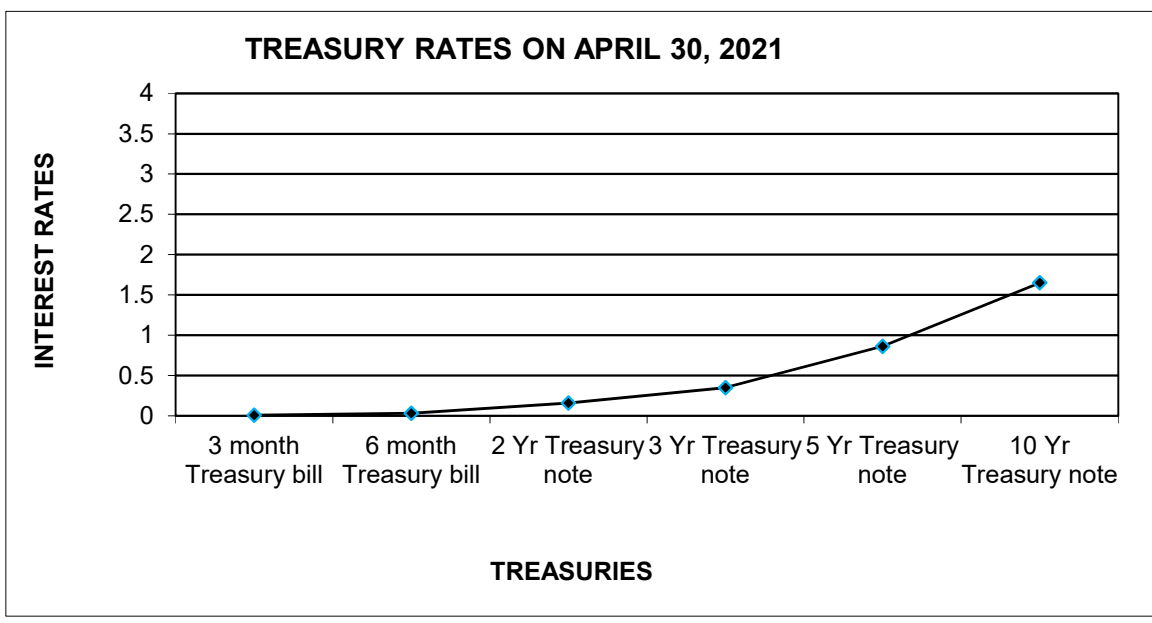 TREASURY RATES ON APRIL 30, 2021
INTEREST RATES
4
3.5
3
2.5
2
1.5
1
0.5
0
3 month
Treasury bill
6 month
Treasury bill
2 Yr Treasury
note
3 Yr Treasury
note
5 Yr Treasury
note
10 Yr
Treasury note
TREASURIES